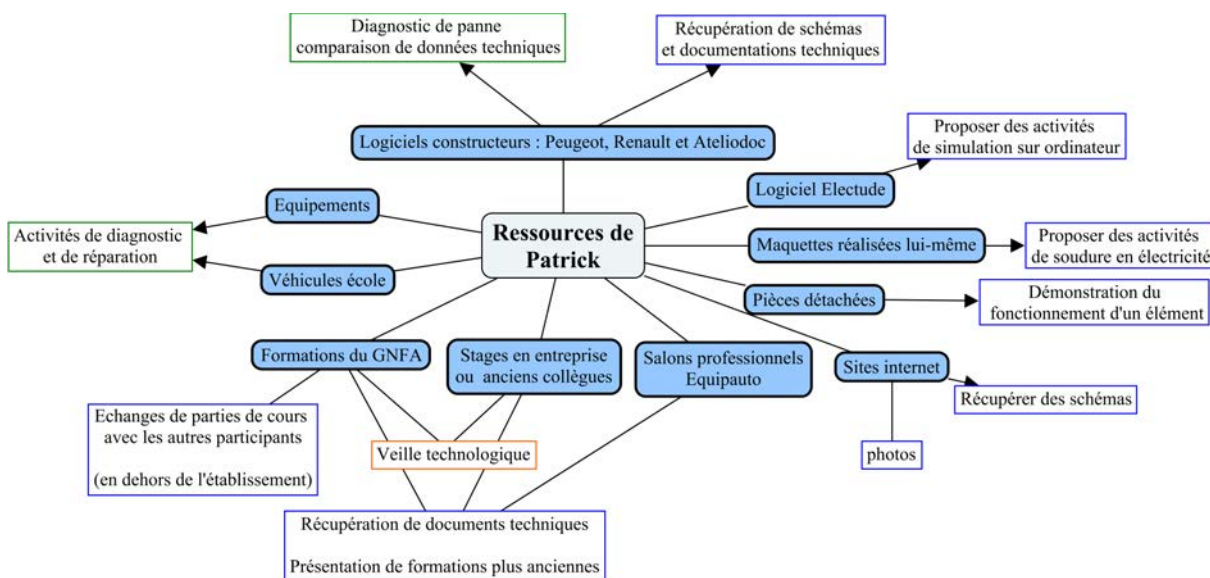 Diagnostic de panne
comparaison de données techniques
Récupération de schémas
et documentations techniques
Logiciels constructeurs : Peugeot, Renault et Ateliodoc
Proposer des activités
de simulation sur ordinateur
Logiciel Electude
Equipements
Ressources de
Patrick
Activités de diagnostic
et de réparation
Maquettes réalisées lui-même
Proposer des activités
de soudure en électricité
Véhicules école
Pièces détachées
Démonstration du
fonctionnement d'un élément
Formations du GNFA
Stages en entreprise
ou anciens collègues
Salons professionnels
Equipauto
Sites internet
Récupérer des schémas
Echanges de parties de cours
avec les autres participants
(en dehors de l'établissement)
Veille technologique
photos
Récupération de documents techniques
Présentation de formations plus anciennes